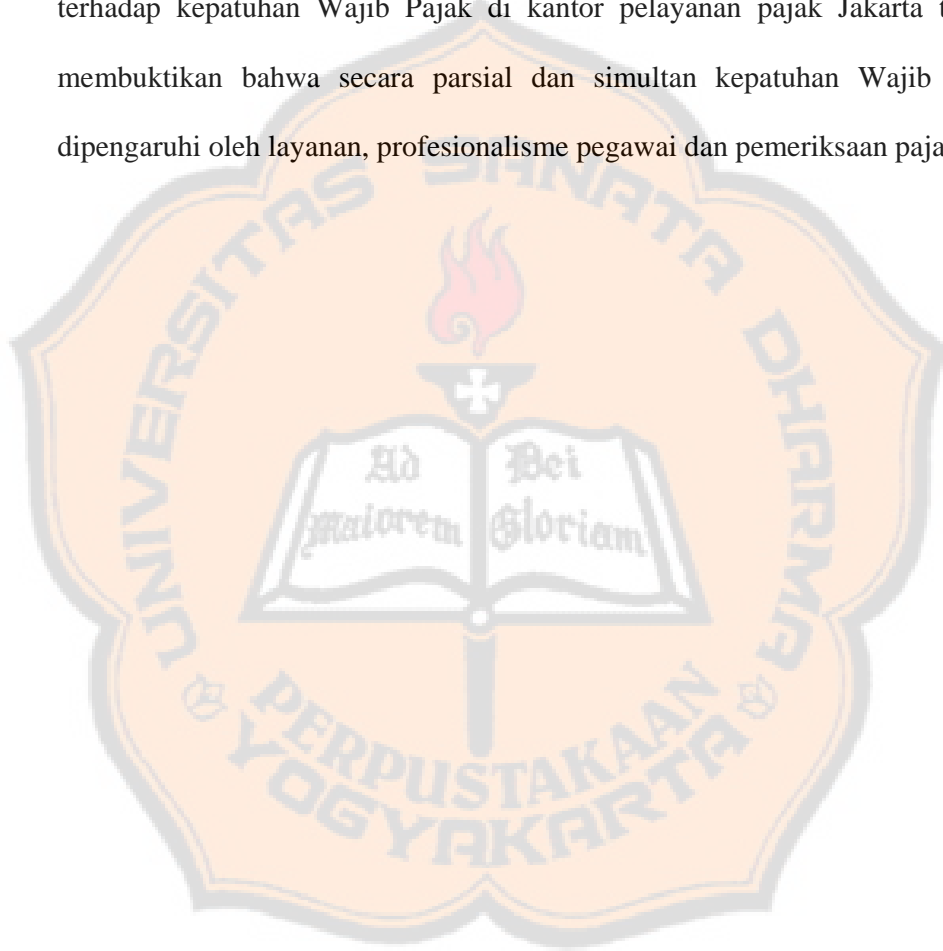 terhadap kepatuhan Wajib Pajak di kantor pelayanan pajak Jakarta
membuktikan bahwa secara parsial dan simultan kepatuhan Wajib
dipengaruhi oleh layanan, profesionalisme pegawai dan pemeriksaan
UNIVERSITAS SANATA DHARMA
Ad
maiorem
Dei
Gloriam
PERPUSTAKAAN
YOGYAKARTA